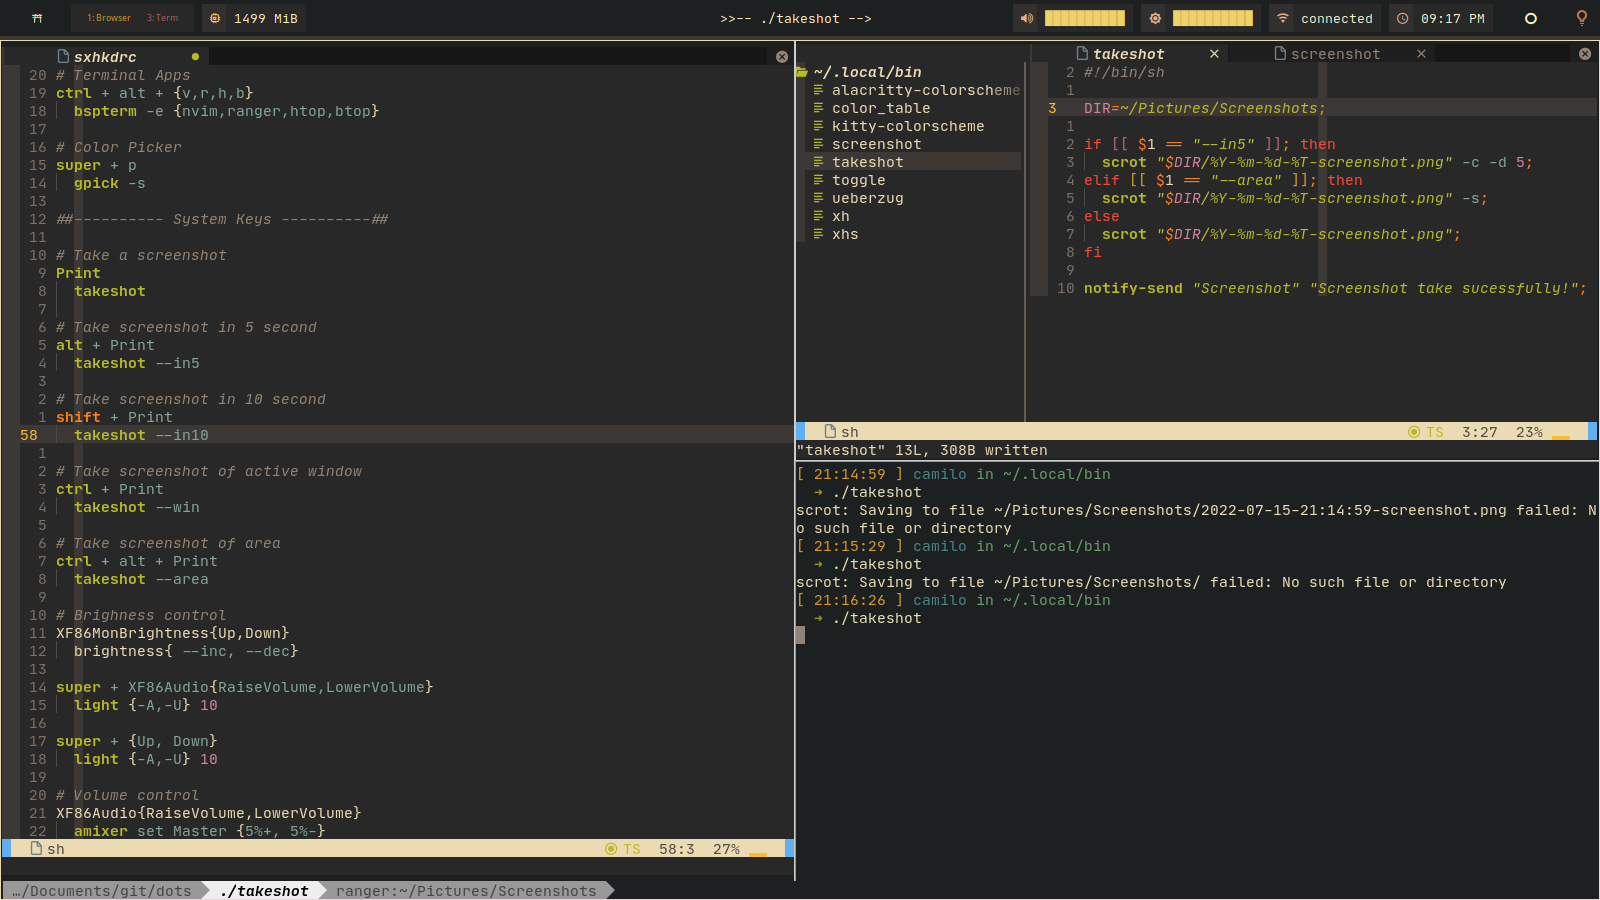 1:Browser 3:Term 1499 MiB >>-- ./takeshot --> connected 09:17 PM
sxhkdrc
20 # Terminal Apps
19 ctrl + alt + {v,r,h,b}
18 bspterm -e {nvim,ranger,htop,btop}
17
16 # Color Picker
15 super + p
14 gpick -s
13
12 ##---------- System Keys ----------##
11
10 # Take a screenshot
9 Print
8 takeshot
7
6 # Take screenshot in 5 second
5 alt + Print
4 takeshot --in5
3
2 # Take screenshot in 10 second
1 shift + Print
58 takeshot --in10
1
2 # Take screenshot of active window
3 ctrl + Print
4 takeshot --win
5
6 # Take screenshot of area
7 ctrl + alt + Print
8 takeshot --area
9
10 # Brighness control
11 XF86MonBrightness{Up,Down}
12 brightness{ --inc, --dec}
13
14 super + XF86Audio{RaiseVolume,LowerVolume}
15 light {-A,-U} 10
16
17 super + {Up, Down}
18 light {-A,-U} 10
19
20 # Volume control
21 XF86Audio{RaiseVolume,LowerVolume}
22 amixer set Master {5%+, 5%-}
sh TS 58:3 27%
~/.local/bin
alacritty-colorscheme
color_table
kitty-colorscheme
screenshot
takeshot
toggle
ueberzug
xh
xhs
takeshot × screenshot ×
2 #!/bin/sh
1
3 DIR=~/Pictures/Screenshots;
1
2 if [[ $1 == "--in5" ]]; then
3 scrot "$DIR/%Y-%m-%d-%T-screenshot.png" -c -d 5;
4 elif [[ $1 == "--area" ]]; then
5 scrot "$DIR/%Y-%m-%d-%T-screenshot.png" -s;
6 else
7 scrot "$DIR/%Y-%m-%d-%T-screenshot.png";
8 fi
9
10 notify-send "Screenshot" "Screenshot take sucessfully!";
sh TS 3:27 23%
"takeshot" 13L, 308B written
[ 21:14:59 ] camilo in ~/.local/bin
→ ./takeshot
scrot: Saving to file ~/Pictures/Screenshots/2022-07-15-21:14:59-screenshot.png failed: N
o such file or directory
[ 21:15:29 ] camilo in ~/.local/bin
→ ./takeshot
scrot: Saving to file ~/Pictures/Screenshots/ failed: No such file or directory
[ 21:16:26 ] camilo in ~/.local/bin
→ ./takeshot
…/Documents/git/dots ./takeshot ranger:~/Pictures/Screenshots